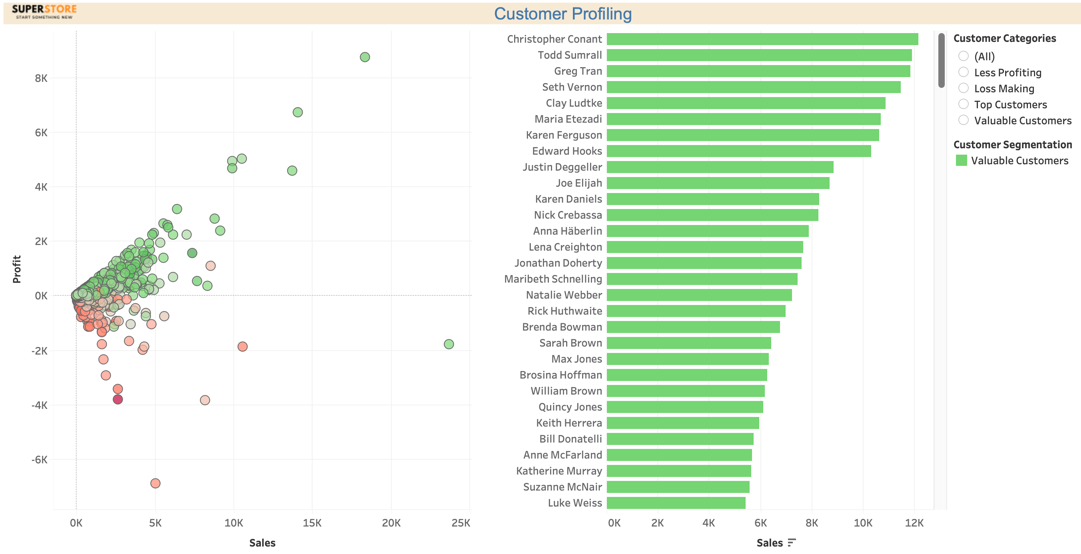 SUPERSTORE
START SOMETHING NEW
Customer Profiling
Profit
8K
6K
4K
2K
0K
-2K
-4K
-6K
0K 5K 10K 15K 20K 25K
Sales
Christopher Conant
Todd Sumrall
Greg Tran
Seth Vernon
Clay Ludtke
Maria Etezadi
Karen Ferguson
Edward Hooks
Justin Deggeller
Joe Elijah
Karen Daniels
Nick Crebassa
Anna Häberlin
Lena Creighton
Jonathan Doherty
Maribeth Schnelling
Natalie Webber
Rick Huthwaite
Brenda Bowman
Sarah Brown
Max Jones
Brosina Hoffman
William Brown
Quincy Jones
Keith Herrera
Bill Donatelli
Anne McFarland
Katherine Murray
Suzanne McNair
Luke Weiss
0K 2K 4K 6K 8K 10K 12K
Sales
Customer Categories
(All)
Less Profiting
Loss Making
Top Customers
Valuable Customers
Customer Segmentation
Valuable Customers